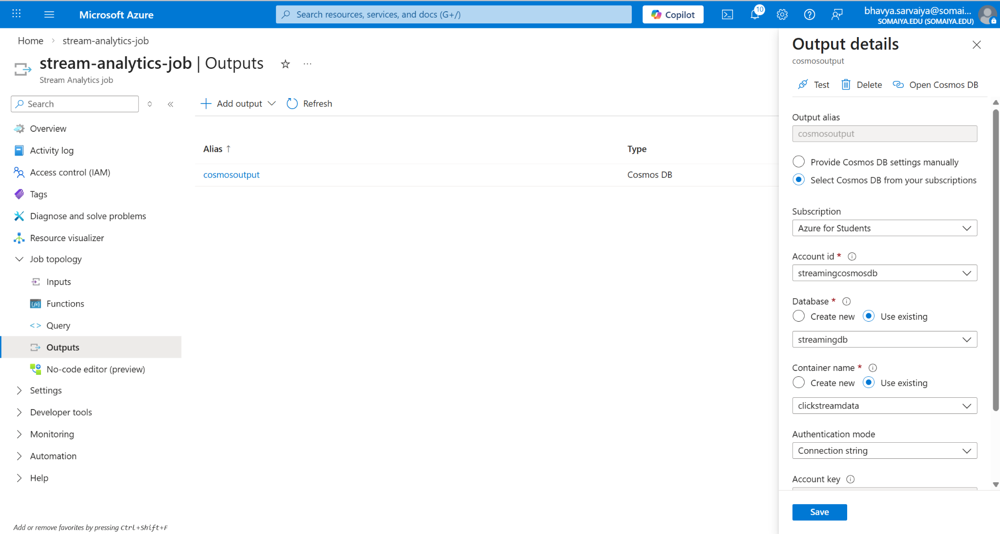 Microsoft Azure
Search resources, services, and docs (G+/)
Copilot
10
bhavya.sarvaiya@somai...
SOMAIYA.EDU (SOMAIYA.EDU)
Home > stream-analytics-job
stream-analytics-job | Outputs
Stream Analytics job
Search
Overview
Activity log
Access control (IAM)
Tags
Diagnose and solve problems
Resource visualizer
Job topology
Inputs
Functions
Query
Outputs
No-code editor (preview)
Settings
Developer tools
Monitoring
Automation
Help
Add or remove favorites by pressing Ctrl+Shift+F
Add output
Refresh
Alias ↑ Type
cosmosoutput Cosmos DB
Output details
cosmosoutput
Test Delete Open Cosmos DB
Output alias
cosmosoutput
Provide Cosmos DB settings manually
Select Cosmos DB from your subscriptions
Subscription
Azure for Students
Account id *
streamingcosmosdb
Database *
Create new Use existing
streamingdb
Container name *
Create new Use existing
clickstreamdata
Authentication mode
Connection string
Account key
Save